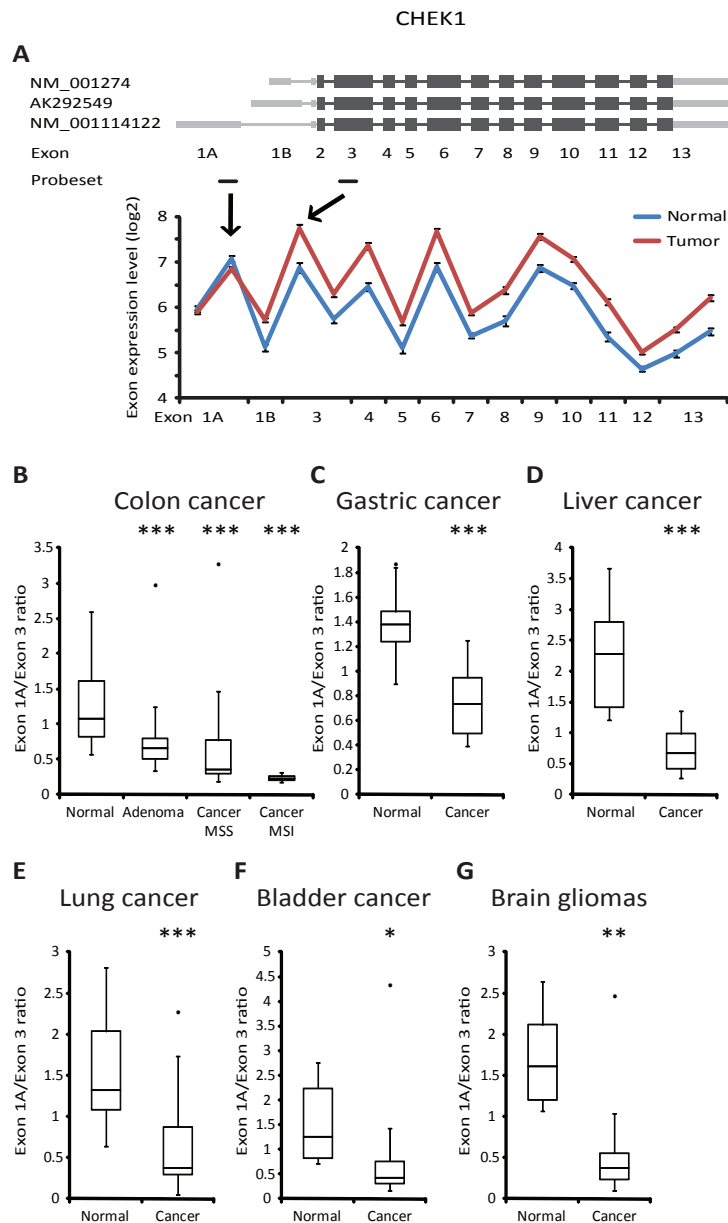 CHEK1
A
NM_001274
AK292549
NM_001114122
Exon 1A 1B 2 3 4 5 6 7 8 9 10 11 12 13
Probeset
Exon expression level (log2)
8
7
6
5
4
Normal
Tumor
Exon 1A 1B 3 4 5 6 7 8 9 10 11 12 13
B
Colon cancer
*** *** ***
Exon 1A/Exon 3 ratio
3.5
3
2.5
2
1.5
1
0.5
0
Normal Adenoma Cancer MSS Cancer MSI
C
Gastric cancer
***
Exon 1A/Exon 3 ratio
2
1.8
1.6
1.4
1.2
1
0.8
0.6
0.4
0.2
0
Normal Cancer
D
Liver cancer
***
Exon 1A/Exon 3 ratio
4
3.5
3
2.5
2
1.5
1
0.5
0
Normal Cancer
E
Lung cancer
***
Exon 1A/Exon 3 ratio
3
2.5
2
1.5
1
0.5
0
Normal Cancer
F
Bladder cancer
*
Exon 1A/Exon 3 ratio
5
4.5
4
3.5
3
2.5
2
1.5
1
0.5
0
Normal Cancer
G
Brain gliomas
**
Exon 1A/Exon 3 ratio
3
2.5
2
1.5
1
0.5
0
Normal Cancer